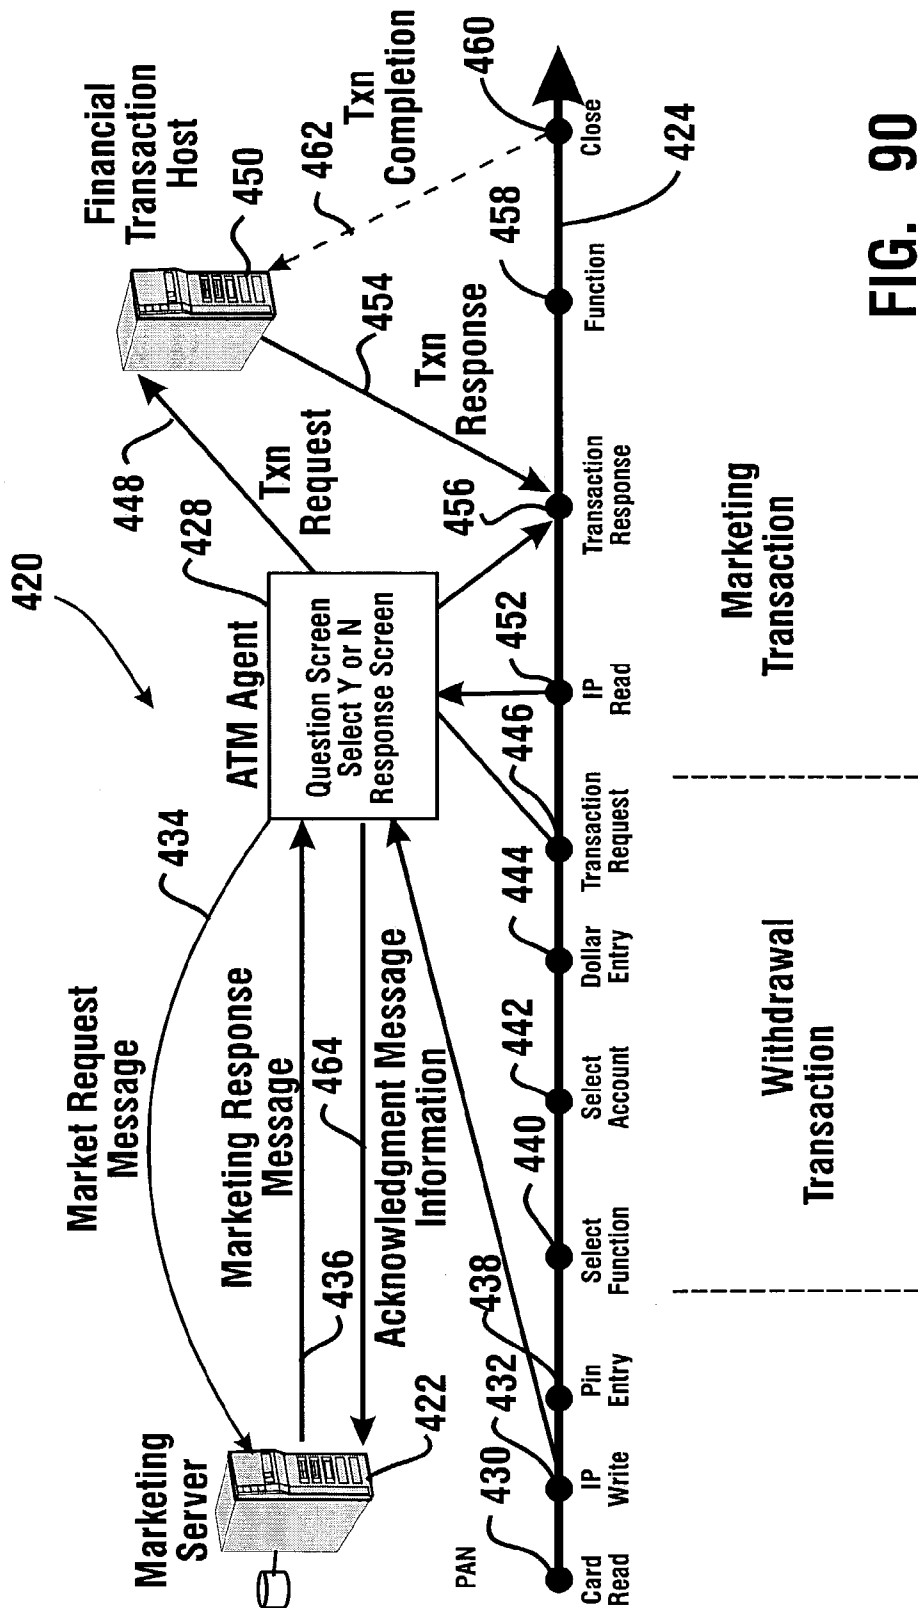 420
Marketing
Server
422
Market Request
Message
434
Marketing Response
Message
436
464
Acknowledgment Message
Information
ATM Agent
428
Question Screen
Select Y or N
Response Screen
448
Txn
Request
Financial
Transaction
Host
450
454
Txn
Response
462
Txn
Completion
PAN
430
432
438
440
442
444
446
452
456
458
460
424
Card
Read
IP
Write
Pin
Entry
Select
Function
Select
Account
Dollar
Entry
Transaction
Request
IP
Read
Transaction
Response
Function
Close
Withdrawal
Transaction
Marketing
Transaction
FIG. 90